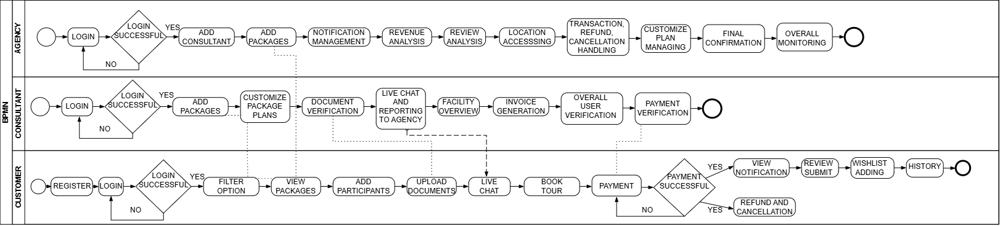 BPMN
AGENCY
LOGIN
LOGIN
SUCCESSFUL
YES
NO
ADD
CONSULTANT
ADD
PACKAGES
NOTIFICATION
MANAGEMENT
REVENUE
ANALYSIS
REVIEW
ANALYSIS
LOCATION
ACCESSSING
TRANSACTION,
REFUND,
CANCELLATION
HANDLING
CUSTOMIZE
PLAN
MANAGING
FINAL
CONFIRMATION
OVERALL
MONITORING
CONSULTANT
LOGIN
LOGIN
SUCCESSFUL
YES
NO
ADD
PACKAGES
CUSTOMIZE
PACKAGE
PLANS
DOCUMENT
VERIFICATION
LIVE CHAT
AND
REPORTING
TO AGENCY
FACILITY
OVERVIEW
INVOICE
GENERATION
OVERALL
USER
VERIFICATION
PAYMENT
VERIFICATION
CUSTOMER
REGISTER
LOGIN
LOGIN
SUCCESSFUL
YES
NO
FILTER
OPTION
VIEW
PACKAGES
ADD
PARTICIPANTS
UPLOAD
DOCUMENTS
LIVE
CHAT
BOOK
TOUR
PAYMENT
PAYMENT
SUCCESSFUL
NO
YES
VIEW
NOTIFICATION
REVIEW
SUBMIT
WISHLIST
ADDING
HISTORY
YES
REFUND AND
CANCELLATION